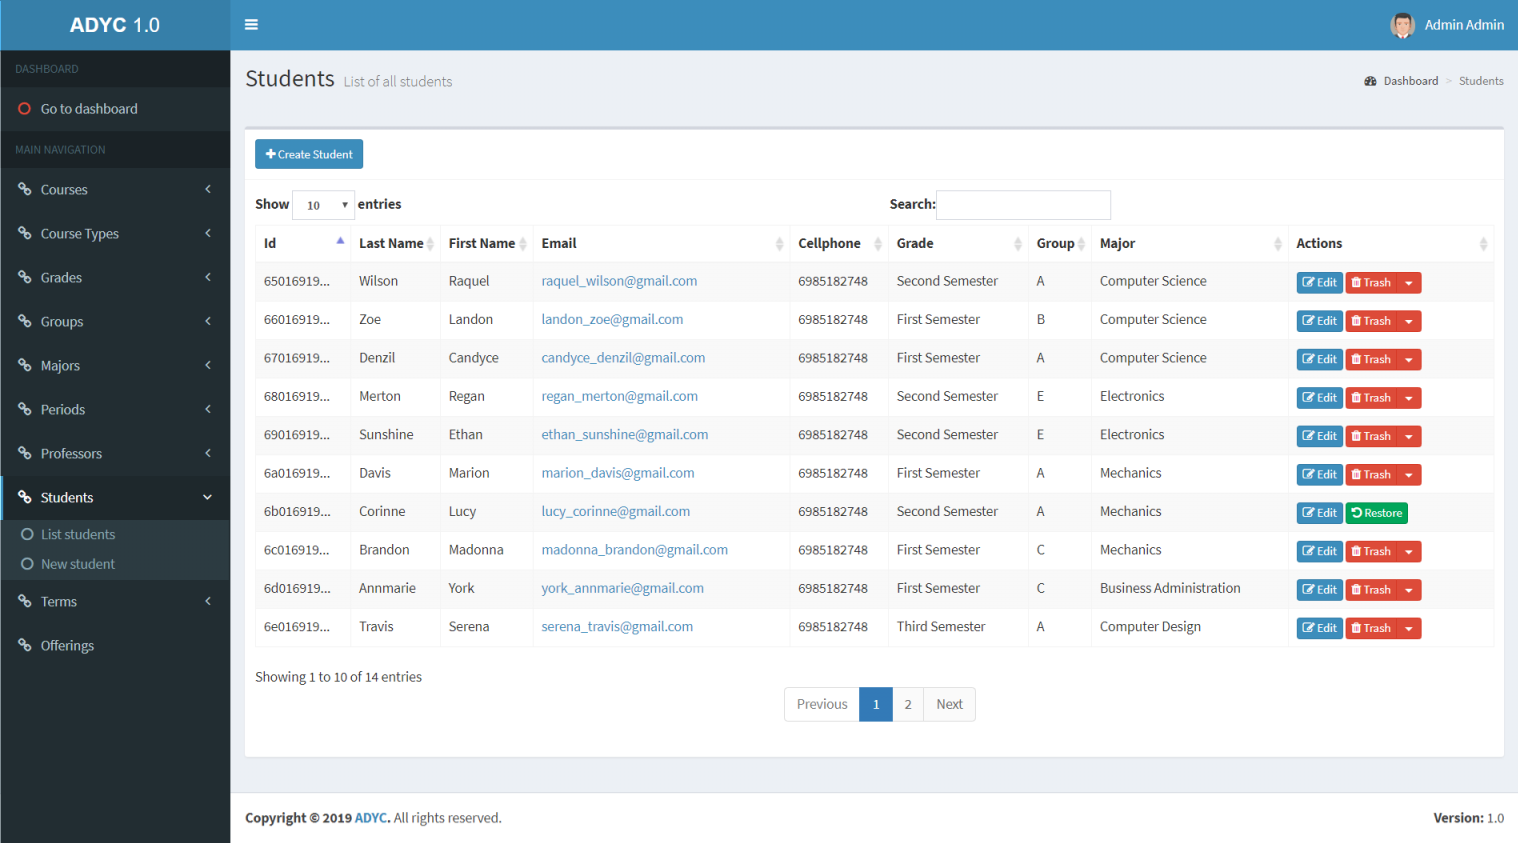 ADYC 1.0
Admin Admin
DASHBOARD
Go to dashboard
MAIN NAVIGATION
Courses
Course Types
Grades
Groups
Majors
Periods
Professors
Students
List students
New student
Terms
Offerings
Students List of all students
Dashboard > Students
Create Student
Show 10 entries
Search:
Id Last Name First Name Email Cellphone Grade Group Major Actions
65016919... Wilson Raquel raquel_wilson@gmail.com 6985182748 Second Semester A Computer Science Edit Trash
66016919... Zoe Landon landon_zoe@gmail.com 6985182748 First Semester B Computer Science Edit Trash
67016919... Denzil Candyce candyce_denzil@gmail.com 6985182748 First Semester A Computer Science Edit Trash
68016919... Merton Regan regan_merton@gmail.com 6985182748 Second Semester E Electronics Edit Trash
69016919... Sunshine Ethan ethan_sunshine@gmail.com 6985182748 Second Semester E Electronics Edit Trash
6a016919... Davis Marion marion_davis@gmail.com 6985182748 First Semester A Mechanics Edit Trash
6b016919... Corinne Lucy lucy_corinne@gmail.com 6985182748 Second Semester A Mechanics Edit Restore
6c016919... Brandon Madonna madonna_brandon@gmail.com 6985182748 First Semester C Mechanics Edit Trash
6d016919... Annmarie York york_annmarie@gmail.com 6985182748 First Semester C Business Administration Edit Trash
6e016919... Travis Serena serena_travis@gmail.com 6985182748 Third Semester A Computer Design Edit Trash
Showing 1 to 10 of 14 entries
Previous 1 2 Next
Copyright © 2019 ADYC. All rights reserved.
Version: 1.0